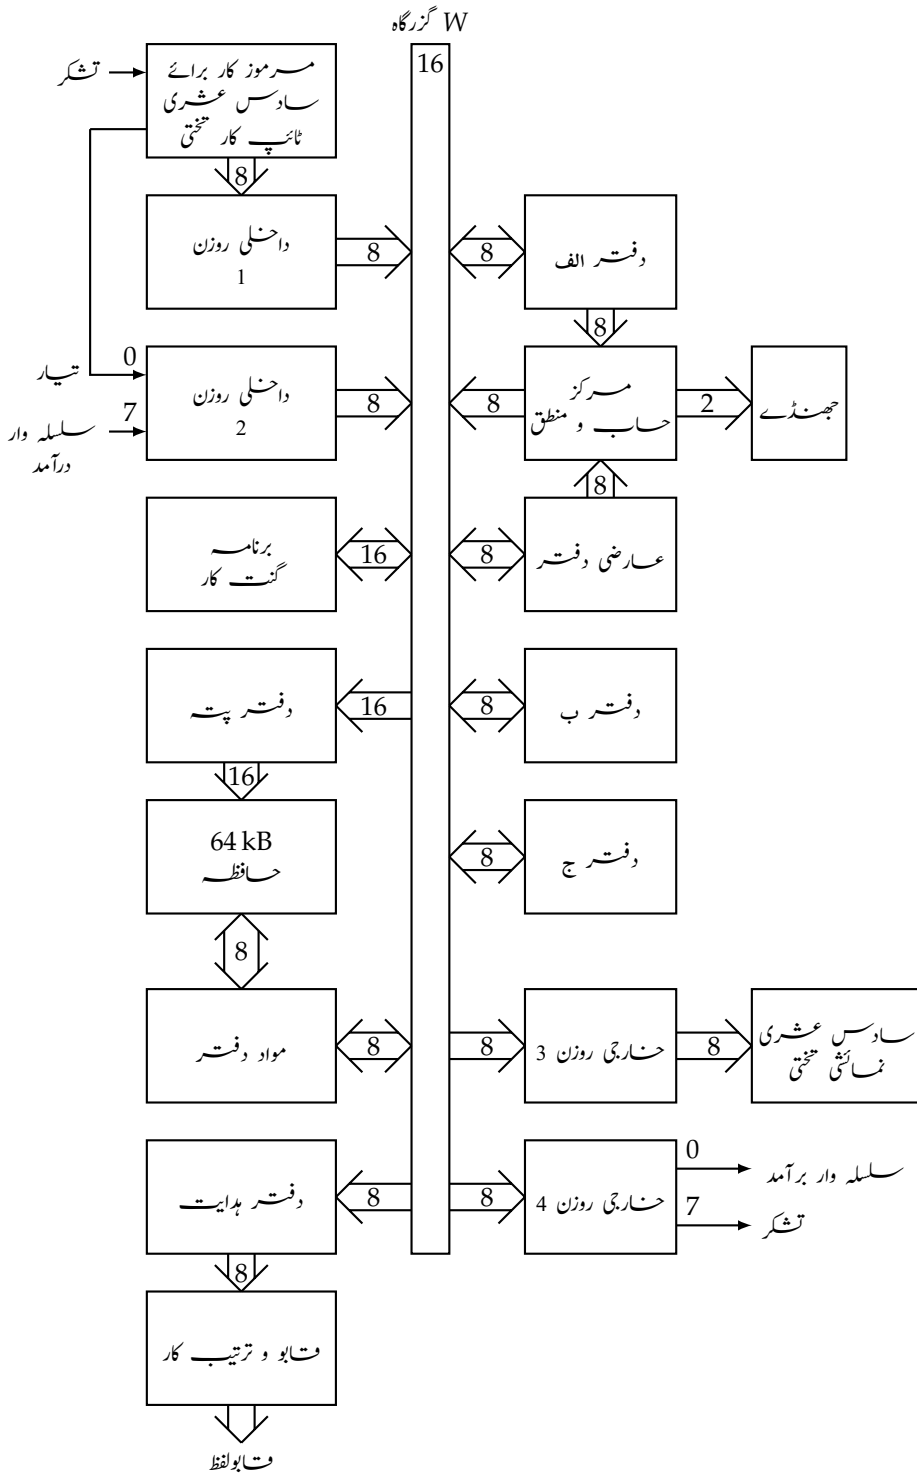 W گزرگاہ
16
تشکر
مرموز کار برائے
سادس عشری
ٹائپ کار تختی
8
داخلی روزن
1
8
8
دفتر الف
8
تیار
0
سلسلہ وار
درآمد
7
داخلی روزن
2
8
8
مرکز
حساب و منطق
2
جھنڈے
8
برنامہ
گنت کار
16
8
عارضی دفتر
دفتر پتہ
16
8
دفتر ب
16
64 kB
حافظہ
8
دفتر ج
8
مواد دفتر
8
8
خارجی روزن 3
8
سادس عشری
نمائشی تختی
دفتر ہدایت
8
8
خارجی روزن 4
0
سلسلہ وار برآمد
7
تشکر
8
قابو و ترتیب کار
قابو لفظ